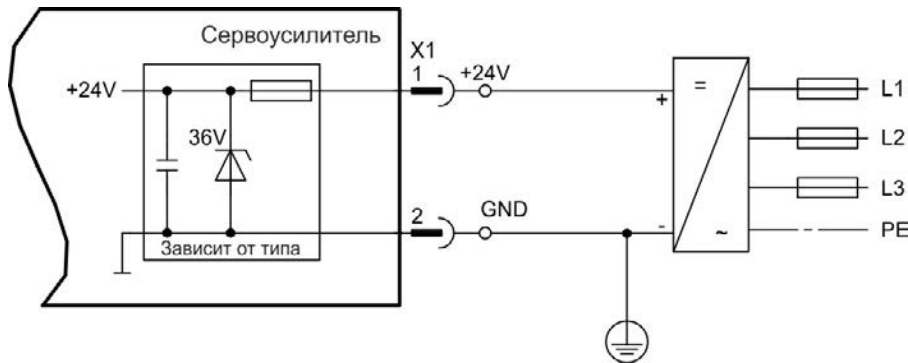 Сервоусилитель
X1
1
+24V
+24V
36V
2
GND
Зависит от типа
+
-
=
~
L1
L2
L3
PE